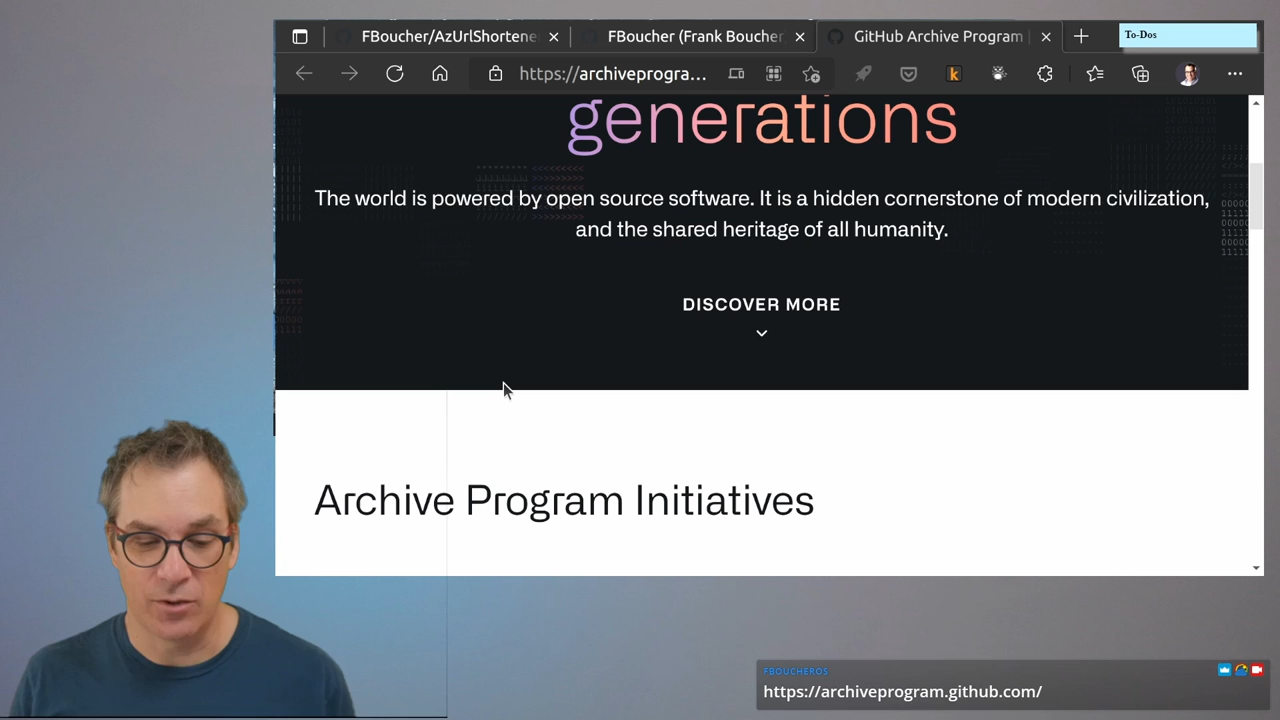 FBoucher/AzUrlShortene
FBoucher (Frank Boucher
GitHub Archive Program |
To-Dos
https://archiveprogra...
generations
The world is powered by open source software. It is a hidden cornerstone of modern civilization,
and the shared heritage of all humanity.
DISCOVER MORE
Archive Program Initiatives
FBOUCHEROS
https://archiveprogram.github.com/